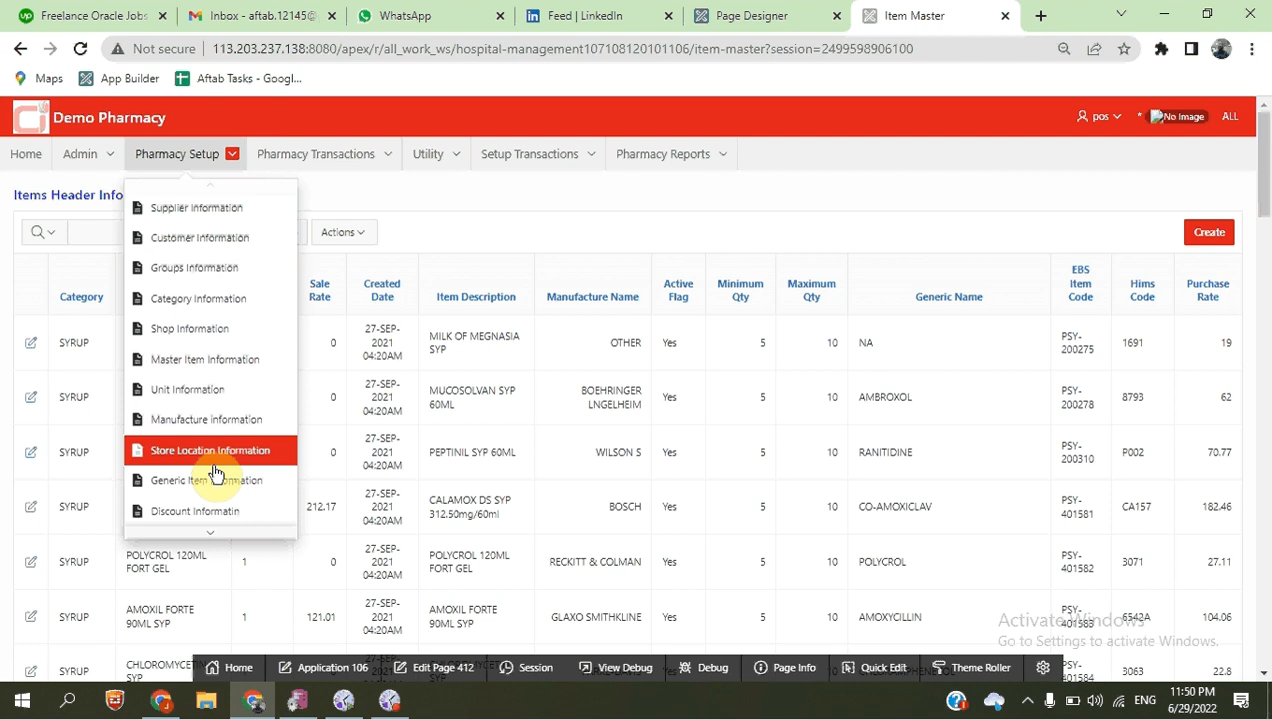 Freelance Oracle Jobs
Inbox - aftab.12145@
WhatsApp
Feed | LinkedIn
Page Designer
Item Master
Not secure
113.203.237.138:8080/apex/r/all_work_ws/hospital-management107108120101106/item-master?session=2499598906100
Maps
App Builder
Aftab Tasks - Googl...
Demo Pharmacy
pos
* No Image
ALL
Home
Admin
Pharmacy Setup
Pharmacy Transactions
Utility
Setup Transactions
Pharmacy Reports
Items Header Info
Supplier Information
Customer Information
Groups Information
Category Information
Shop Information
Master Item Information
Unit Information
Manufacture Information
Store Location Information
Generic Item
Discount Informatin
Actions
Create
Category
Sale Rate
Created Date
Item Description
Manufacture Name
Active Flag
Minimum Qty
Maximum Qty
Generic Name
EBS Item Code
Hims Code
Purchase Rate
SYRUP 0 27-SEP-2021 04:20AM MILK OF MEGNASIA SYP OTHER Yes 5 10 NA PSY-200275 1691 19
SYRUP 0 27-SEP-2021 04:20AM MUCOSOLVAN SYP 60ML BOEHRINGER LNGELHEIM Yes 5 10 AMBROXOL PSY-200278 8793 62
SYRUP 0 27-SEP-2021 04:20AM PEPTINIL SYP 60ML WILSON S Yes 5 10 RANITIDINE PSY-200310 P002 70.77
SYRUP 212.17 27-SEP-2021 04:20AM CALAMOX DS SYP 312.50mg/60ml BOSCH Yes 5 10 CO-AMOXICLAV PSY-401581 CA157 182.46
SYRUP POLYCROL 120ML FORT GEL 1 0 27-SEP-2021 04:20AM POLYCROL 120ML FORT GEL RECKITT & COLMAN Yes 5 10 POLYCROL PSY-401582 3071 27.11
SYRUP AMOXIL FORTE 90ML SYP 1 121.01 27-SEP-2021 04:20AM AMOXIL FORTE 90ML SYP GLAXO SMITHKLINE Yes 5 10 AMOXYCILLIN PSY-401583 6542A 104.06
SYRUP 27-SEP- Yes 5 10 PSY- 3063 22.8
Activate Windows
Go to Settings to activate Windows.
Home
Application 106
Edit Page 412
Session
View Debug
Debug
Page Info
Quick Edit
Theme Roller
ENG
11:50 PM
6/29/2022